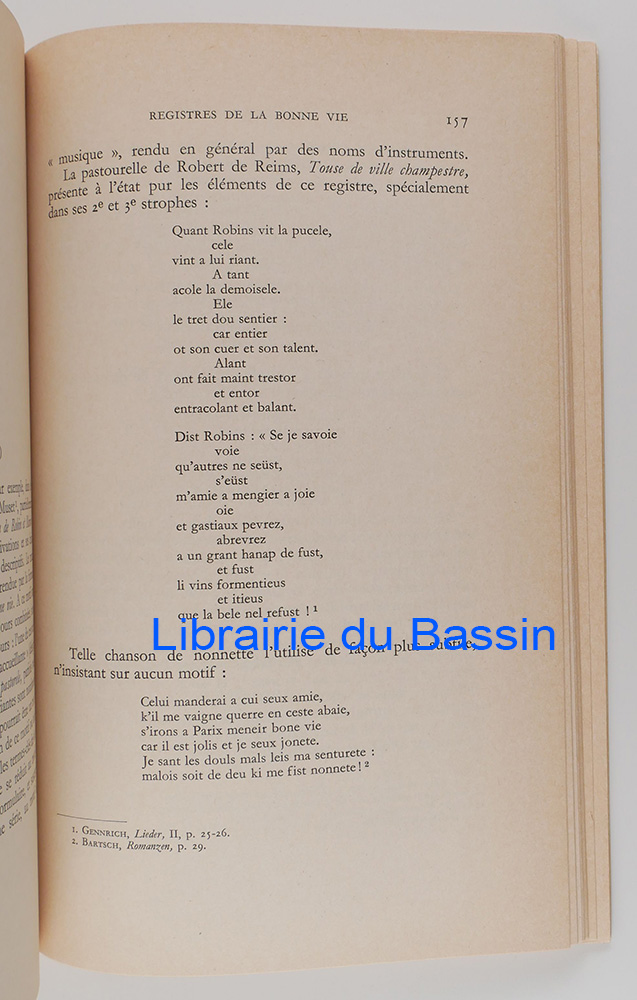 REGISTRES DE LA BONNE VIE 157
« musique », rendu en général par des noms d'instruments.
La pastourelle de Robert de Reims, Touse de ville champestre,
présente à l'état pur les éléments de ce registre, spécialement
dans ses 2e et 3e strophes :
Quant Robins vit la pucele,
cele
vint a lui riant.
A tant
acole la demoisele.
Ele
le tret dou sentier :
car entier
ot son cuer et son talent.
Alant
ont fait maint trestor
et entor
entracolant et balant.
Dist Robins : « Se je savoie
voie
qu'autres ne seüst,
s'eüst
m'amie a mengier a joie
oie
et gastiaux pevrez,
abrevrez
a un grant hanap de fust,
et fust
li vins formentieus
et itieus
que la bele nel refust ! 1
Librairie du Bassin
Telle chanson de nonnette l'utilise de façon plus subtile,
n'insistant sur aucun motif :
Celui manderai a cui seux amie,
k'il me vaigne querre en ceste abaie,
s'irons a Parix meneir bone vie
car il est jolis et je seux jonete.
Je sant les douls mals leis ma senturete :
malois soit de deu ki me fist nonnete ! 2
1. GENNRICH, Lieder, II, p. 25-26.
2. BARTSCH, Romanzen, p. 29.